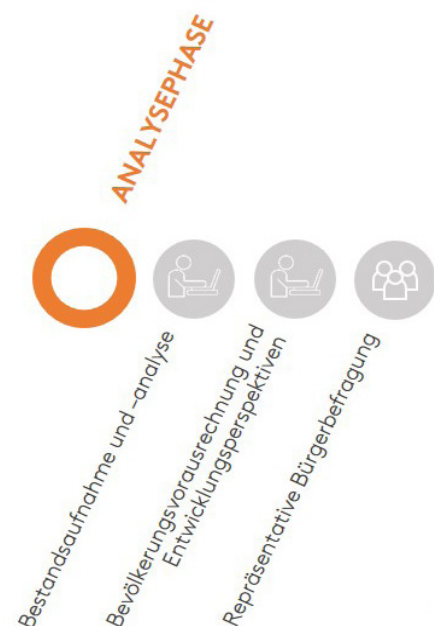 ANALYSEPHASE
Bestandsaufnahme und –analyse
Bevölkerungsvorausrechnung und
Entwicklungsperspektiven
Repräsentative Bürgerbefragung